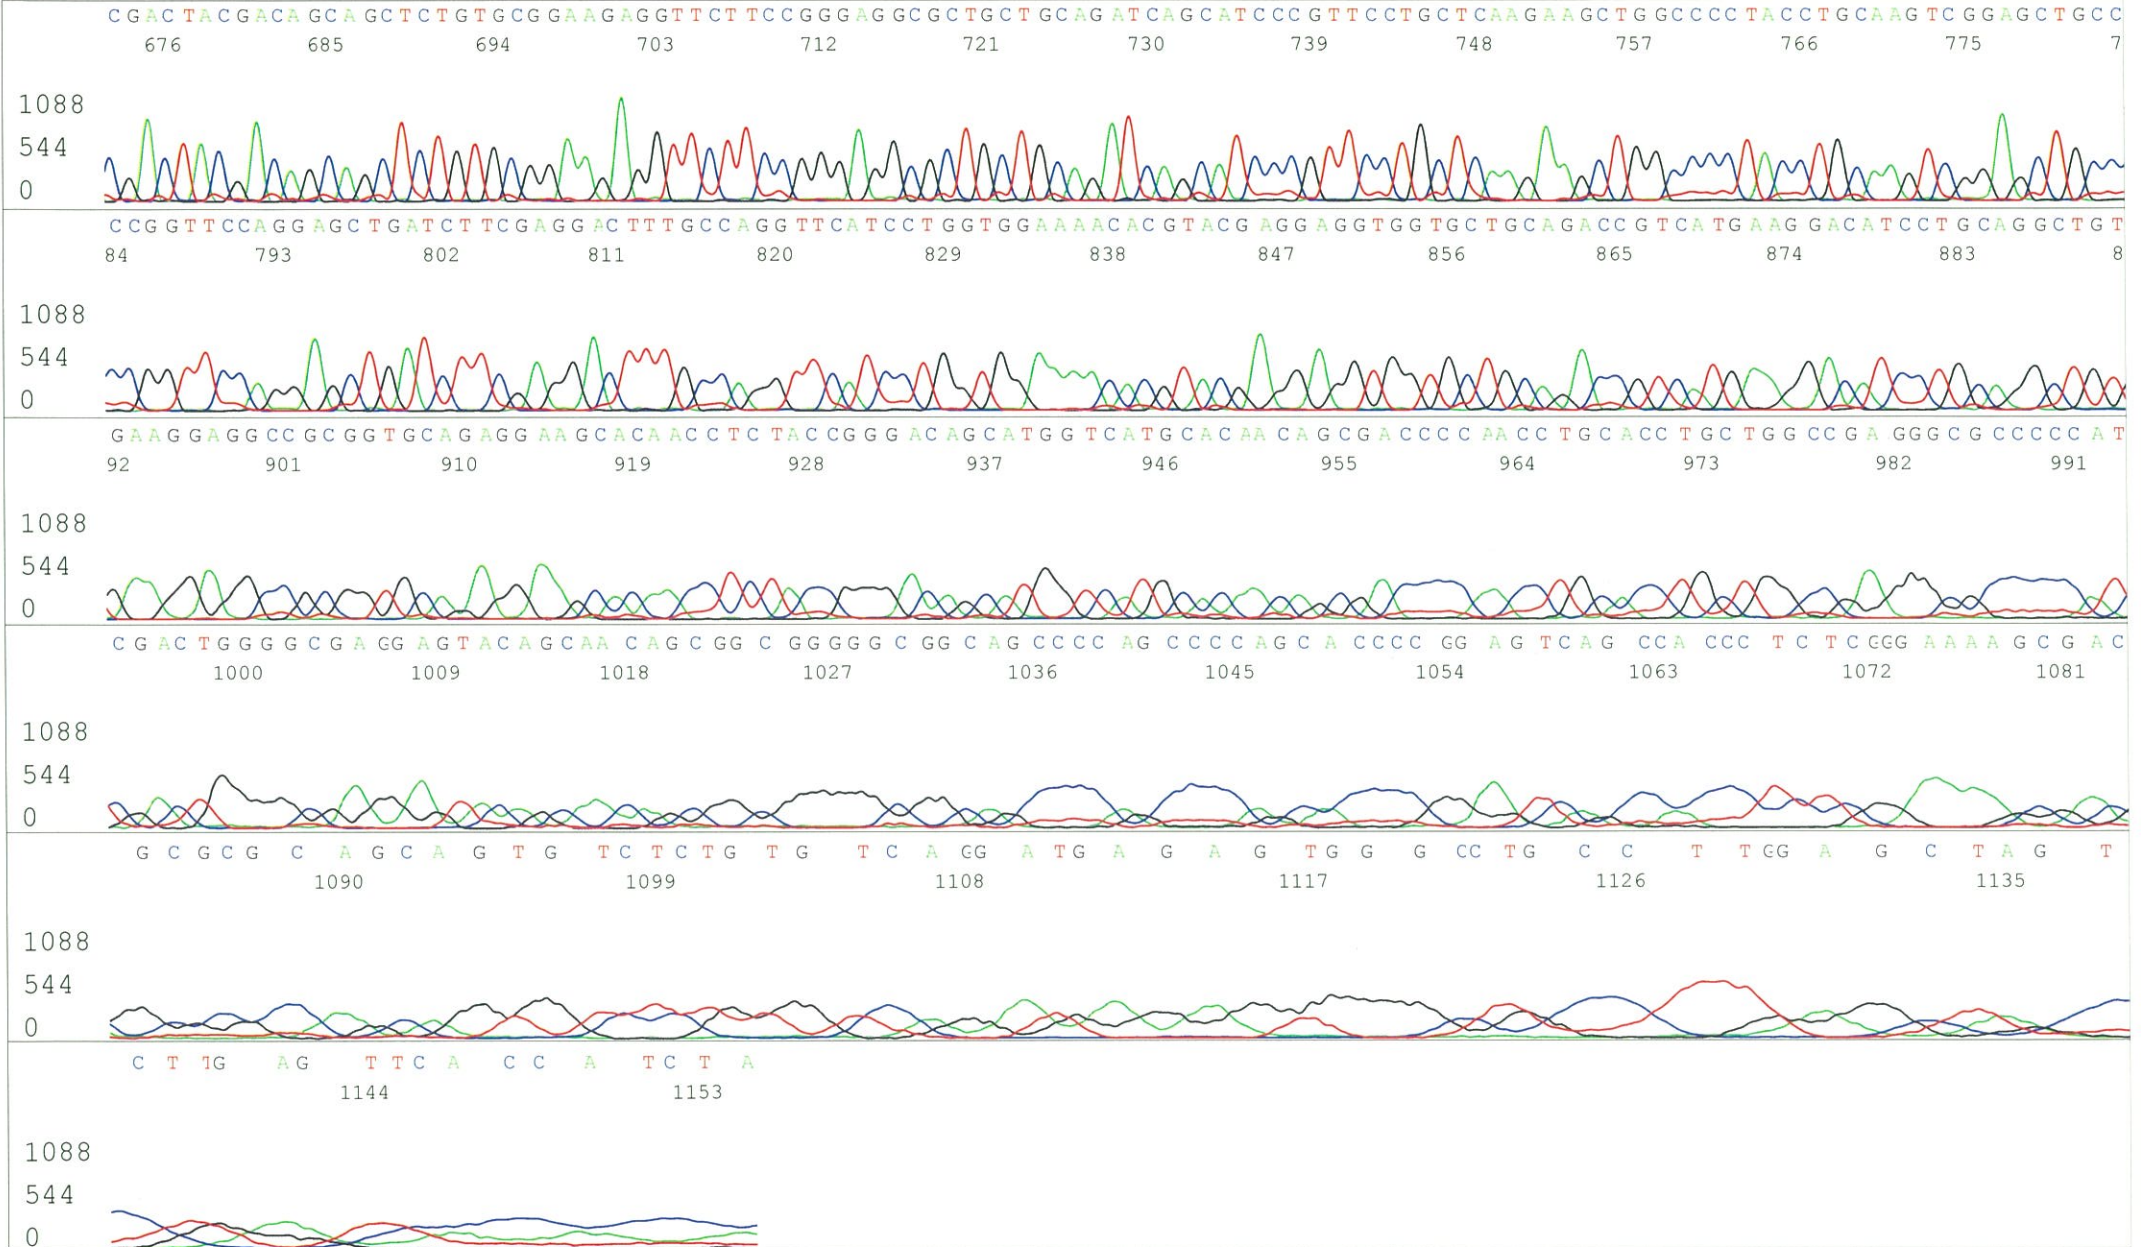 CGACTACGACAGCAGCTCTGTGCGGAAGAGGTTCTTCCGGGAGGCGCTGCTGCAGATCAGCATCCCGTTCCTGCTCAAGAAGCTGGCCCCTACCTGCAAGTCGGAGCTGCC
676 685 694 703 712 721 730 739 748 757 766 775 7
1088
544
0
CCGGTTCCAGGAGCTGATCTTCGAGGACTTTGCCAGGTTCATCCTGGTGGAAAACACGTACGAGGAGGTGGTGCTGCAGACCGTCATGAAGGACATCCTGCAGGCTGT
84 793 802 811 820 829 838 847 856 865 874 883 8
1088
544
0
GAAGGAGGCCGCGGTGCAGAGGAAGCACAACCTCTACCGGGACAGCATGGTCATGCACAACAGCGACCCCAACCTGCACCTGCTGGCCGAGGGCGCCCCCAT
92 901 910 919 928 937 946 955 964 973 982 991
1088
544
0
CGACTGGGGCGAGGAGTACAGCAACAGCGGCGGGGGCGGCAGCCCCAGCCCCAGCACCCCGGAGTCAGCCACCCTCTCGGGAAAAGCGAC
1000 1009 1018 1027 1036 1045 1054 1063 1072 1081
1088
544
0
G C G C G C A G C A G T G T C T C T G T G T C A G G A T G A G A G T G G G C C T G C C T T G G A G C T A G T
1090 1099 1108 1117 1126 1135
1088
544
0
C T T G A G T T C A C C A T C T A
1144 1153
1088
544
0